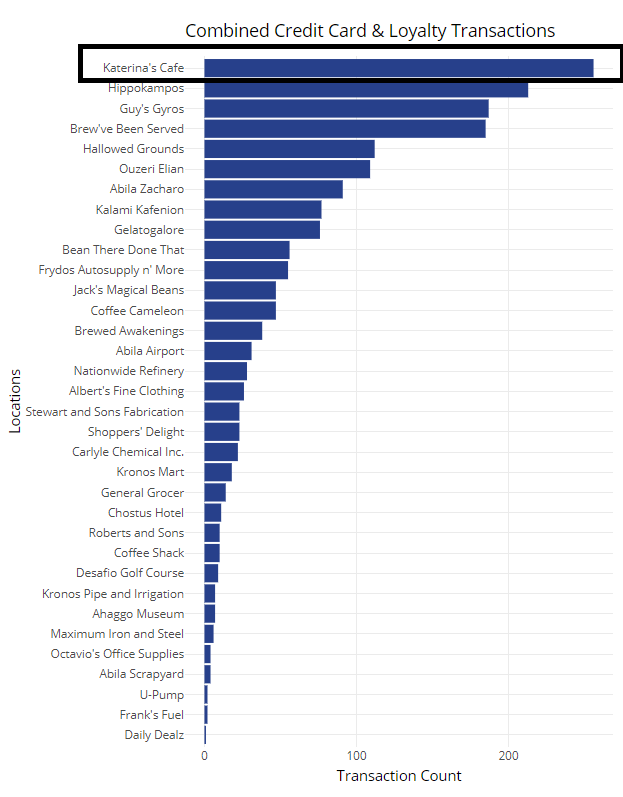 Combined Credit Card & Loyalty Transactions
Katerina's Cafe
Hippokampos
Guy's Gyros
Brew've Been Served
Hallowed Grounds
Ouzeri Elian
Abila Zacharo
Kalami Kafenion
Gelatogalore
Bean There Done That
Frydos Autosupply n' More
Jack's Magical Beans
Coffee Cameleon
Brewed Awakenings
Abila Airport
Nationwide Refinery
Albert's Fine Clothing
Stewart and Sons Fabrication
Shoppers' Delight
Carlyle Chemical Inc.
Kronos Mart
General Grocer
Chostus Hotel
Roberts and Sons
Coffee Shack
Desafio Golf Course
Kronos Pipe and Irrigation
Ahaggo Museum
Maximum Iron and Steel
Octavio's Office Supplies
Abila Scrapyard
U-Pump
Frank's Fuel
Daily Dealz
Locations
0 100 200
Transaction Count